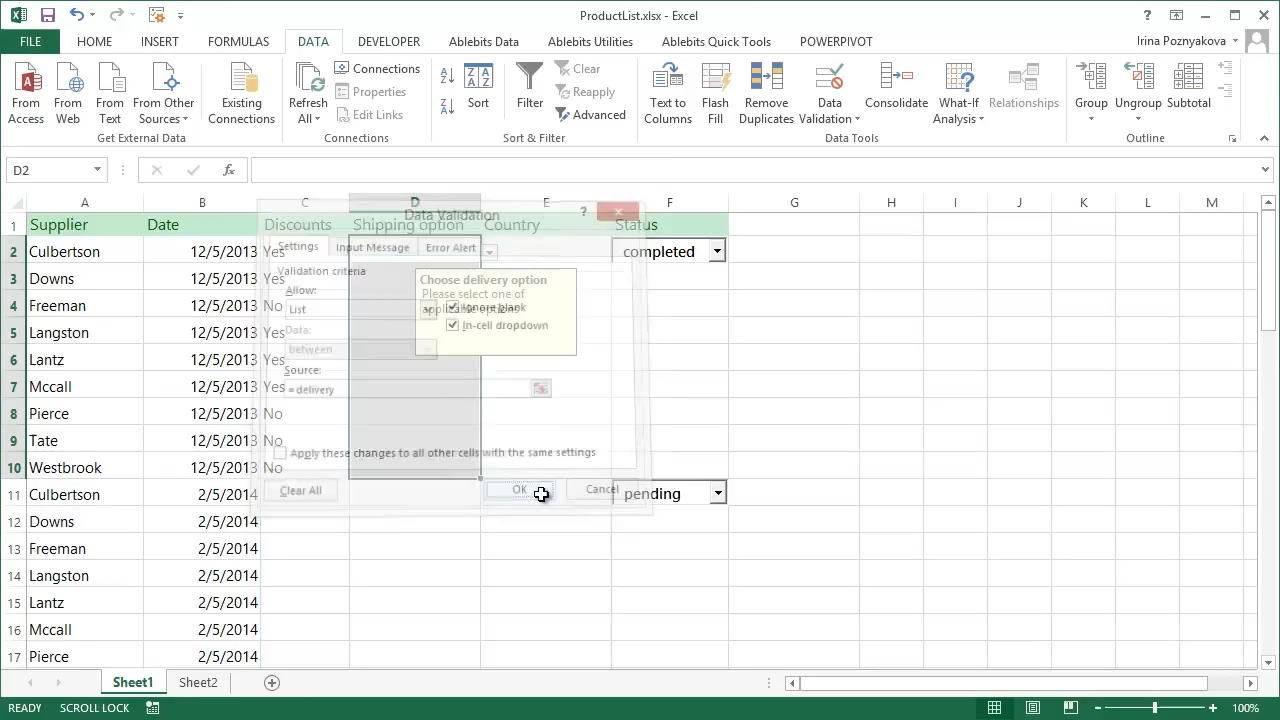 ProductList.xlsx - Excel
?
FILE HOME INSERT FORMULAS DATA DEVELOPER Ablebits Data Ablebits Utilities Ablebits Quick Tools POWERPIVOT Irina Poznyakova
From Access
From Web
From Text
From Other Sources
Existing Connections
Get External Data
Refresh All
Connections
Properties
Edit Links
Connections
Sort
Filter
Clear
Reapply
Advanced
Sort & Filter
Text to Columns
Flash Fill
Remove Duplicates
Data Validation
Consolidate
What-If Analysis
Relationships
Data Tools
Group
Ungroup
Subtotal
Outline
D2 fx
A B C D E F G H I J K L M
1 Supplier Date Discounts Shipping option Country Status
2 Culbertson 12/5/2013 Yes completed
3 Downs 12/5/2013 Yes
4 Freeman 12/5/2013 No
5 Langston 12/5/2013 Yes
6 Lantz 12/5/2013 Yes
7 Mccall 12/5/2013 Yes
8 Pierce 12/5/2013 No
9 Tate 12/5/2013 No
10 Westbrook 12/5/2013 No
11 Culbertson 2/5/2014 pending
12 Downs 2/5/2014
13 Freeman 2/5/2014
14 Langston 2/5/2014
15 Lantz 2/5/2014
16 Mccall 2/5/2014
17 Pierce 2/5/2014
Data Validation ?
Settings Input Message Error Alert
Validation criteria
Allow:
List
Ignore blank
In-cell dropdown
Data:
between
Source:
=delivery
Apply these changes to all other cells with the same settings
Clear All OK Cancel
Choose delivery option
Please select one of
applicable options
Sheet1 Sheet2
READY SCROLL LOCK 100%